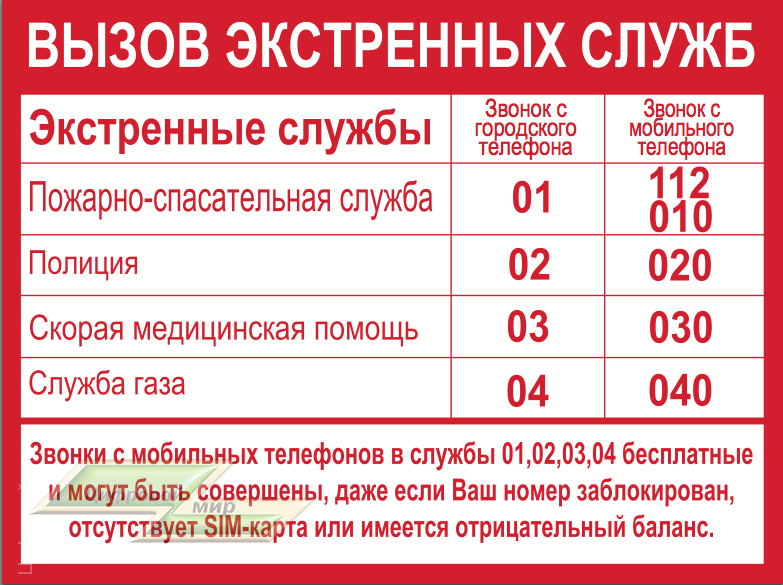 ВЫЗОВ ЭКСТРЕННЫХ СЛУЖБ
Экстренные службы
Звонок с
городского
телефона
Звонок с
мобильного
телефона
Пожарно-спасательная служба
01
112
010
Полиция
02
020
Скорая медицинская помощь
03
030
Служба газа
04
040
Звонки с мобильных телефонов в службы 01,02,03,04 бесплатные
и могут быть совершены, даже если Ваш номер заблокирован,
отсутствует SIM-карта или имеется отрицательный баланс.
мир